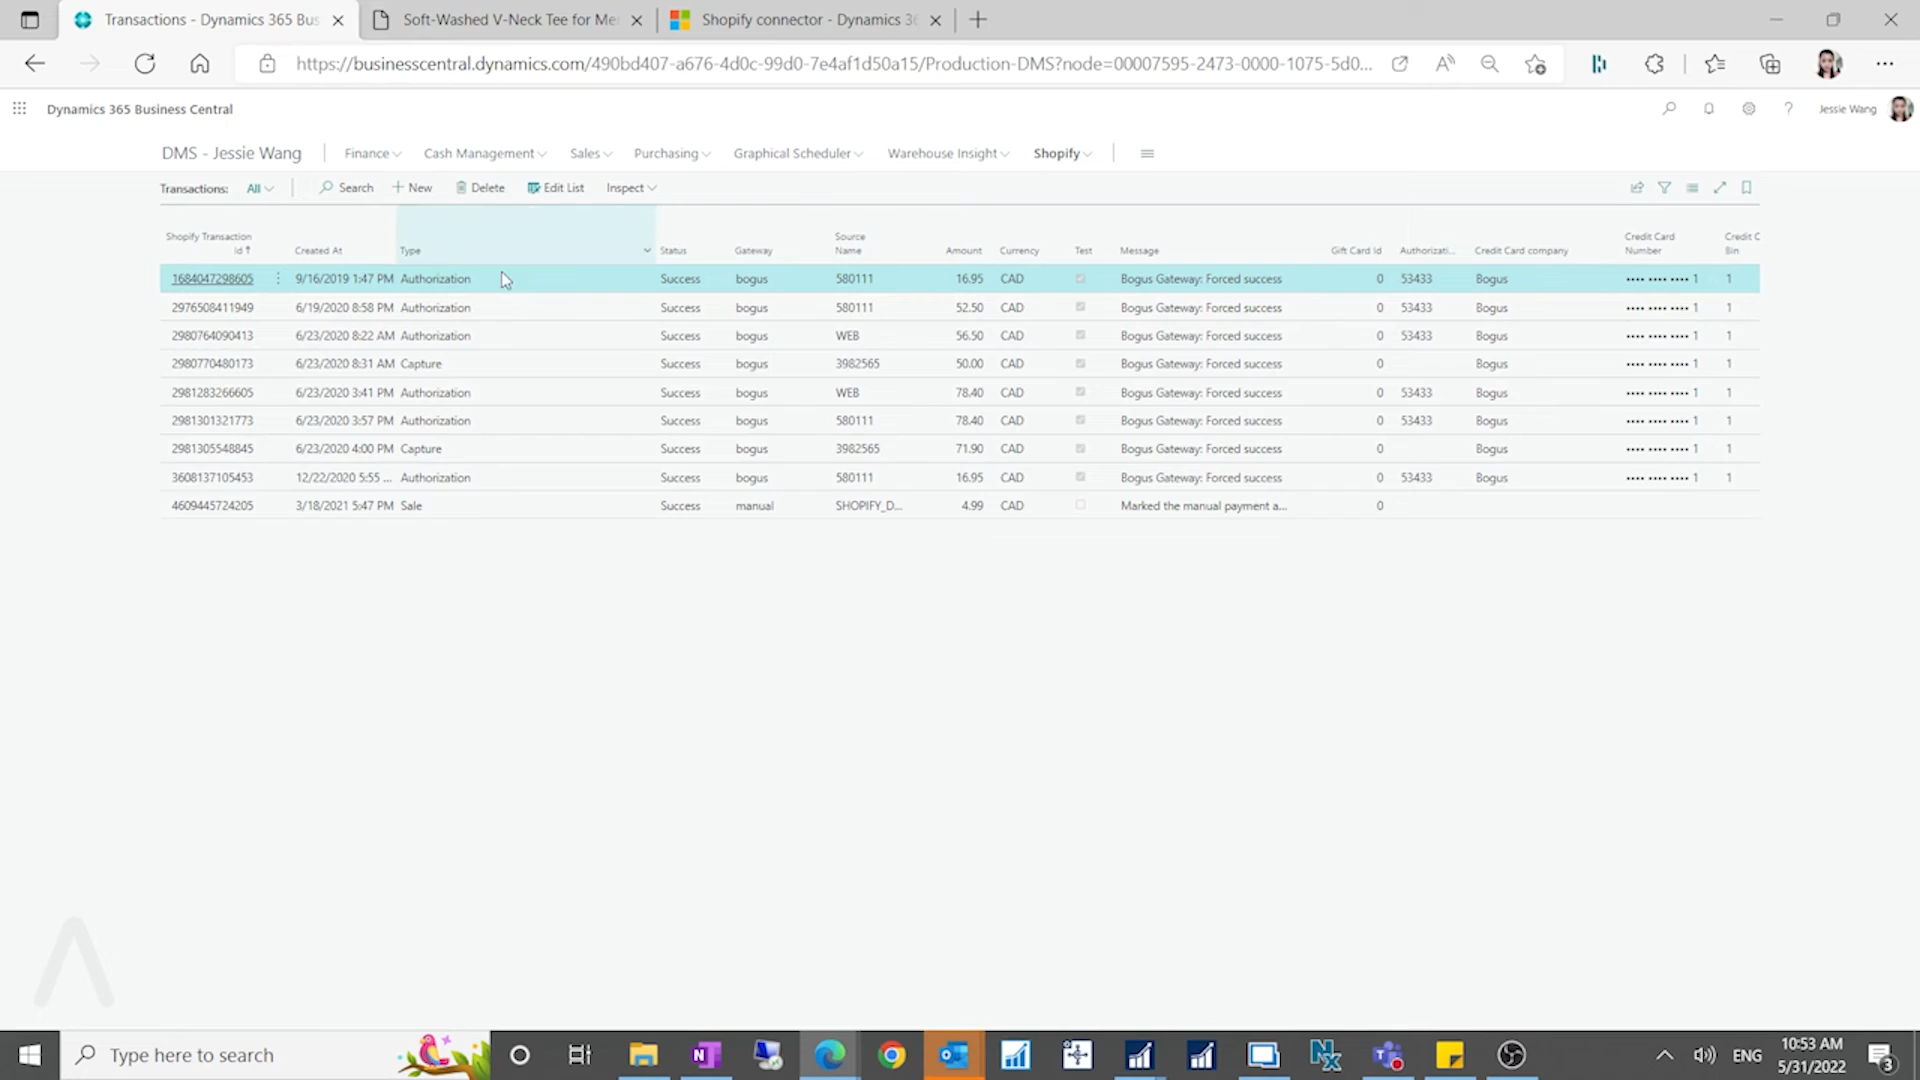 Transactions - Dynamics 365 Bus
Soft-Washed V-Neck Tee for Me
Shopify connector - Dynamics 36
https://businesscentral.dynamics.com/490bd407-a676-4d0c-99d0-7e4af1d50a15/Production-DMS?node=00007595-2473-0000-1075-5d0...
Dynamics 365 Business Central
Jessie Wang
DMS - Jessie Wang Finance Cash Management Sales Purchasing Graphical Scheduler Warehouse Insight Shopify
Transactions: All Search New Delete Edit List Inspect
Shopify Transaction Id Created At Type Status Gateway Source Name Amount Currency Test Message Gift Card Id Authorizati... Credit Card company Credit Card Number Credit C Bin
1684047298605 9/16/2019 1:47 PM Authorization Success bogus 580111 16.95 CAD Bogus Gateway: Forced success 0 53433 Bogus •••• •••• •••• 1 1
2976508411949 6/19/2020 8:58 PM Authorization Success bogus 580111 52.50 CAD Bogus Gateway: Forced success 0 53433 Bogus •••• •••• •••• 1 1
2980764090413 6/23/2020 8:22 AM Authorization Success bogus WEB 56.50 CAD Bogus Gateway: Forced success 0 53433 Bogus •••• •••• •••• 1 1
2980770480173 6/23/2020 8:31 AM Capture Success bogus 3982565 50.00 CAD Bogus Gateway: Forced success 0 •••• •••• •••• 1 1
2981283266605 6/23/2020 3:41 PM Authorization Success bogus WEB 78.40 CAD Bogus Gateway: Forced success 0 53433 Bogus •••• •••• •••• 1 1
2981301321773 6/23/2020 3:57 PM Authorization Success bogus 580111 78.40 CAD Bogus Gateway: Forced success 0 53433 Bogus •••• •••• •••• 1 1
2981305548845 6/23/2020 4:00 PM Capture Success bogus 3982565 71.90 CAD Bogus Gateway: Forced success 0 •••• •••• •••• 1 1
3608137105453 12/22/2020 5:55 ... Authorization Success bogus 580111 16.95 CAD Bogus Gateway: Forced success 0 53433 Bogus •••• •••• •••• 1 1
4609445724205 3/18/2021 5:47 PM Sale Success manual SHOPIFY_D... 4.99 CAD Marked the manual payment a... 0
Type here to search
ENG
10:53 AM
5/31/2022
3